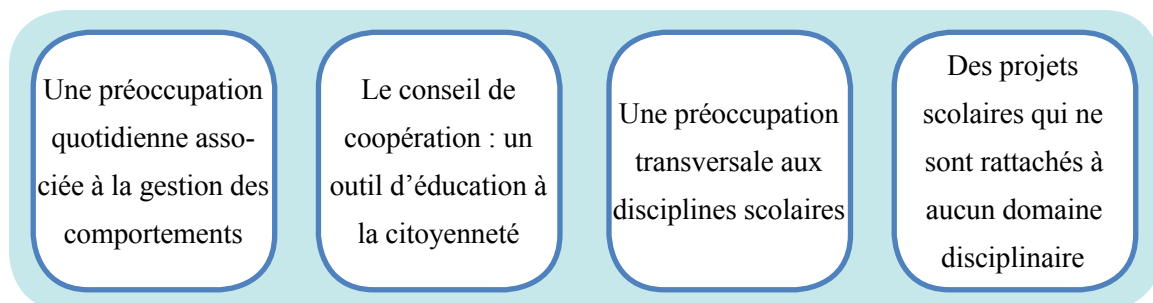 Une préoccupation
quotidienne asso-
ciée à la gestion des
comportements
Le conseil de
coopération : un
outil d'éducation à
la citoyenneté
Une préoccupation
transversale aux
disciplines scolaires
Des projets
scolaires qui ne
sont rattachés à
aucun domaine
disciplinaire